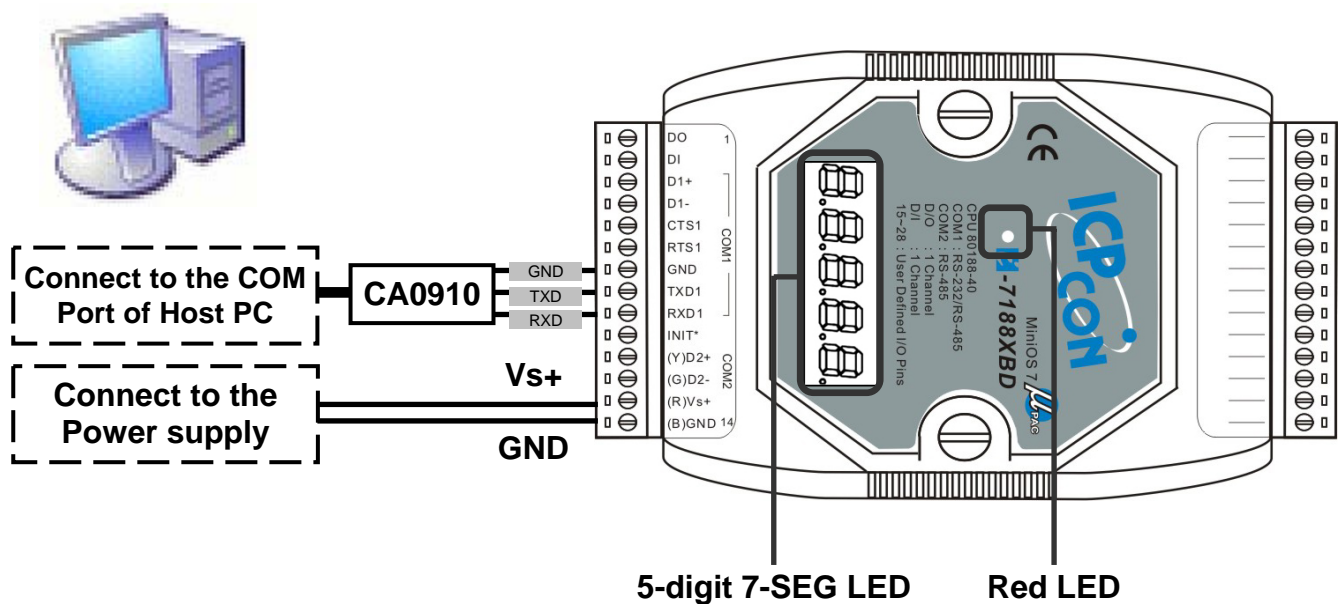 Connect to the COM
Port of Host PC
CA0910
GND
TXD
RXD
Connect to the
Power supply
Vs+
GND
DO 1
DI
D1+
D1-
CTS1
RTS1
GND
TXD1
RXD1
INIT*
(Y)D2+
(G)D2-
(R)Vs+
(B)GND 14
COM1
COM2
CPU 80188-40
COM1 : RS-232/RS-485
COM2 : RS-485
D/O : 1 Channel
D/I : 1 Channel
15~28 : User Defined I/O Pins
CE
ICP
CON
-7188XBD
MiniOS 7
µ
PAC
5-digit 7-SEG LED
Red LED